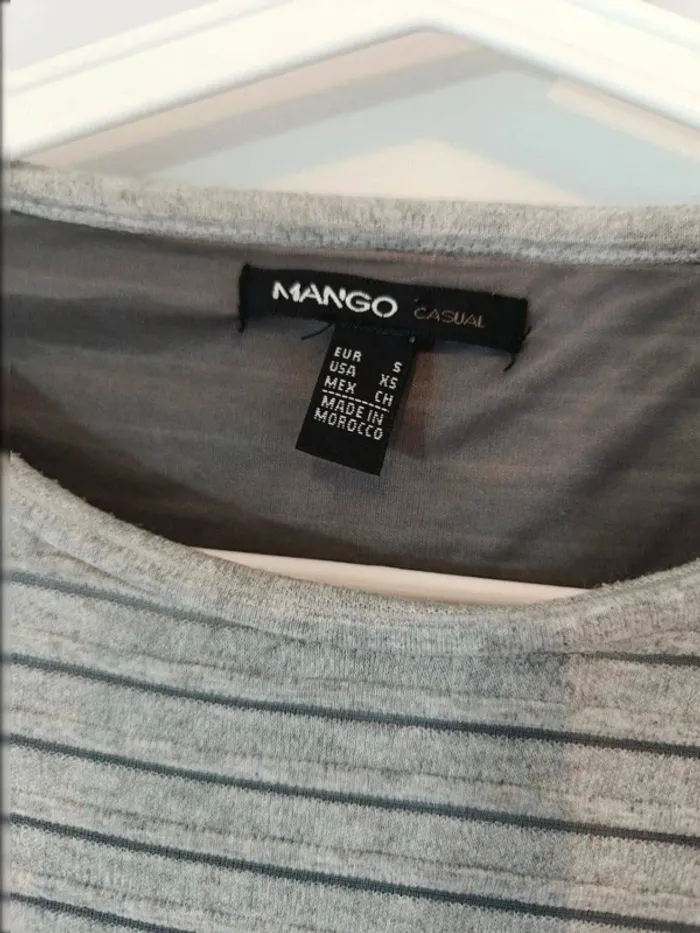 MANGO CASUAL
EUR S
USA XS
MEX CH
MADE IN
MOROCCO